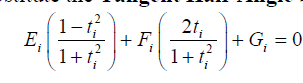 E_i ( (1 − t_i^2) / (1 + t_i^2) ) + F_i ( 2t_i / (1 + t_i^2) ) + G_i = 0